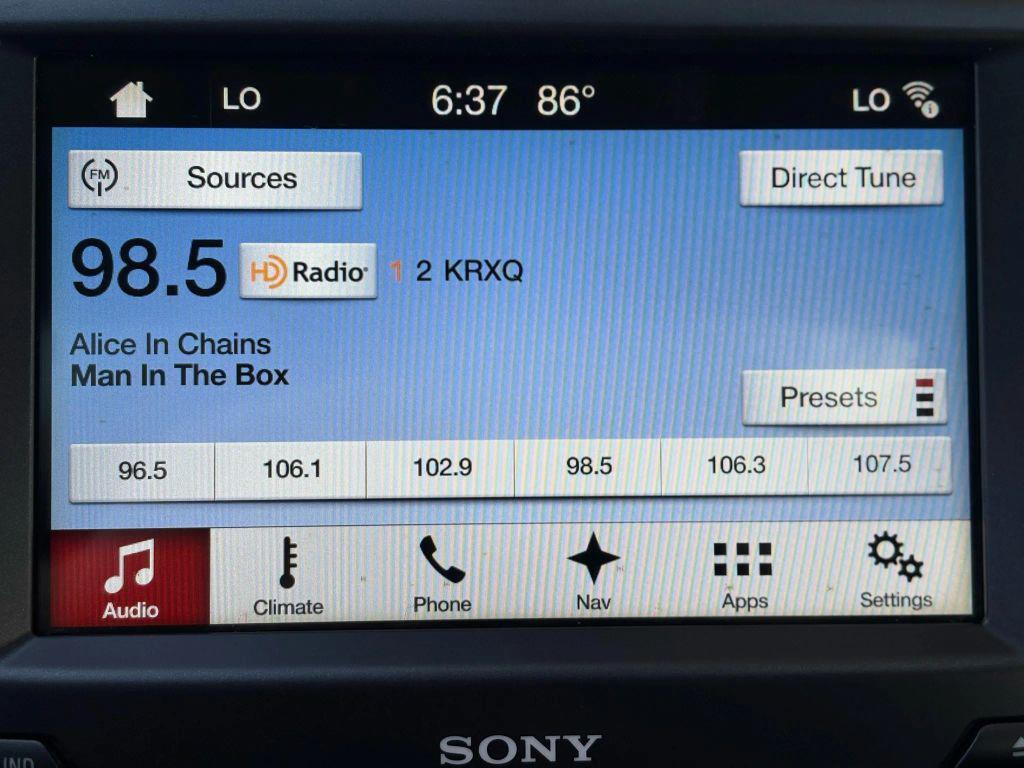 LO 6:37 86° LO
FM Sources Direct Tune
98.5 HD Radio 1 2 KRXQ
Alice In Chains
Man In The Box
Presets
96.5 106.1 102.9 98.5 106.3 107.5
Audio Climate Phone Nav Apps Settings
SONY